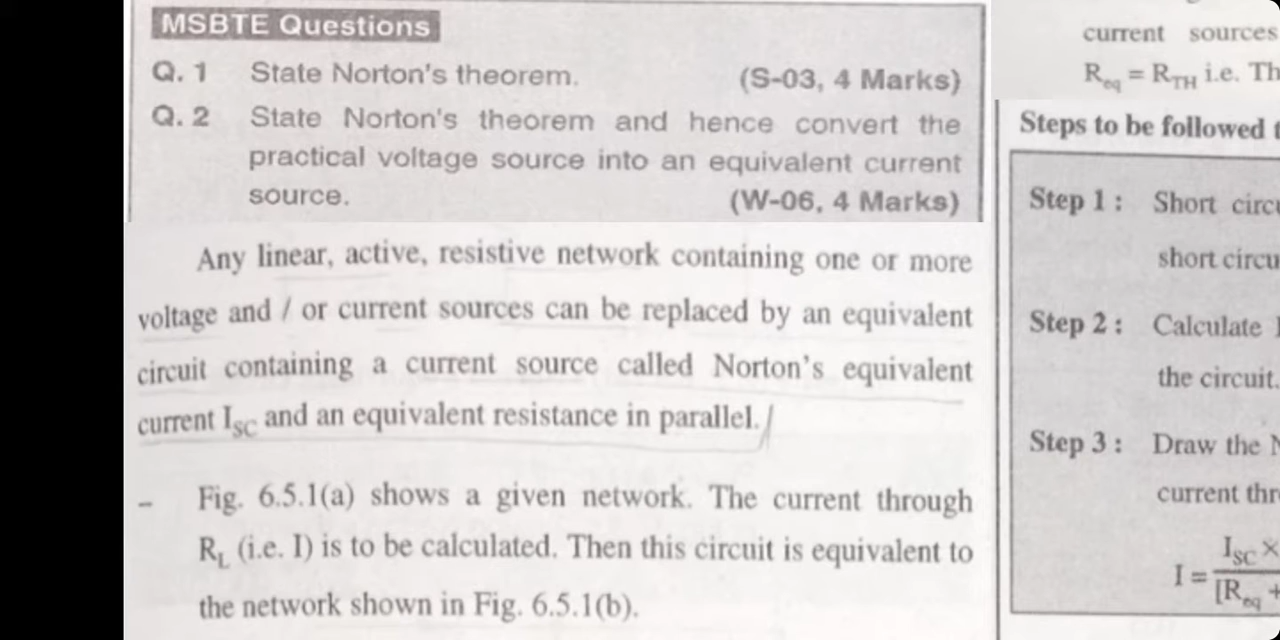 MSBTE Questions
Q. 1 State Norton's theorem. (S-03, 4 Marks)
Q. 2 State Norton's theorem and hence convert the
practical voltage source into an equivalent current
source. (W-06, 4 Marks)
Any linear, active, resistive network containing one or more
voltage and / or current sources can be replaced by an equivalent
circuit containing a current source called Norton's equivalent
current I_SC and an equivalent resistance in parallel.
– Fig. 6.5.1(a) shows a given network. The current through
R_L (i.e. I) is to be calculated. Then this circuit is equivalent to
the network shown in Fig. 6.5.1(b).
current sources
R_eq = R_TH i.e. Th
Steps to be followed
Step 1 : Short circu
short circu
Step 2 : Calculate
the circuit.
Step 3 : Draw the N
current thr
I_SC ×
I =
[R_eq +